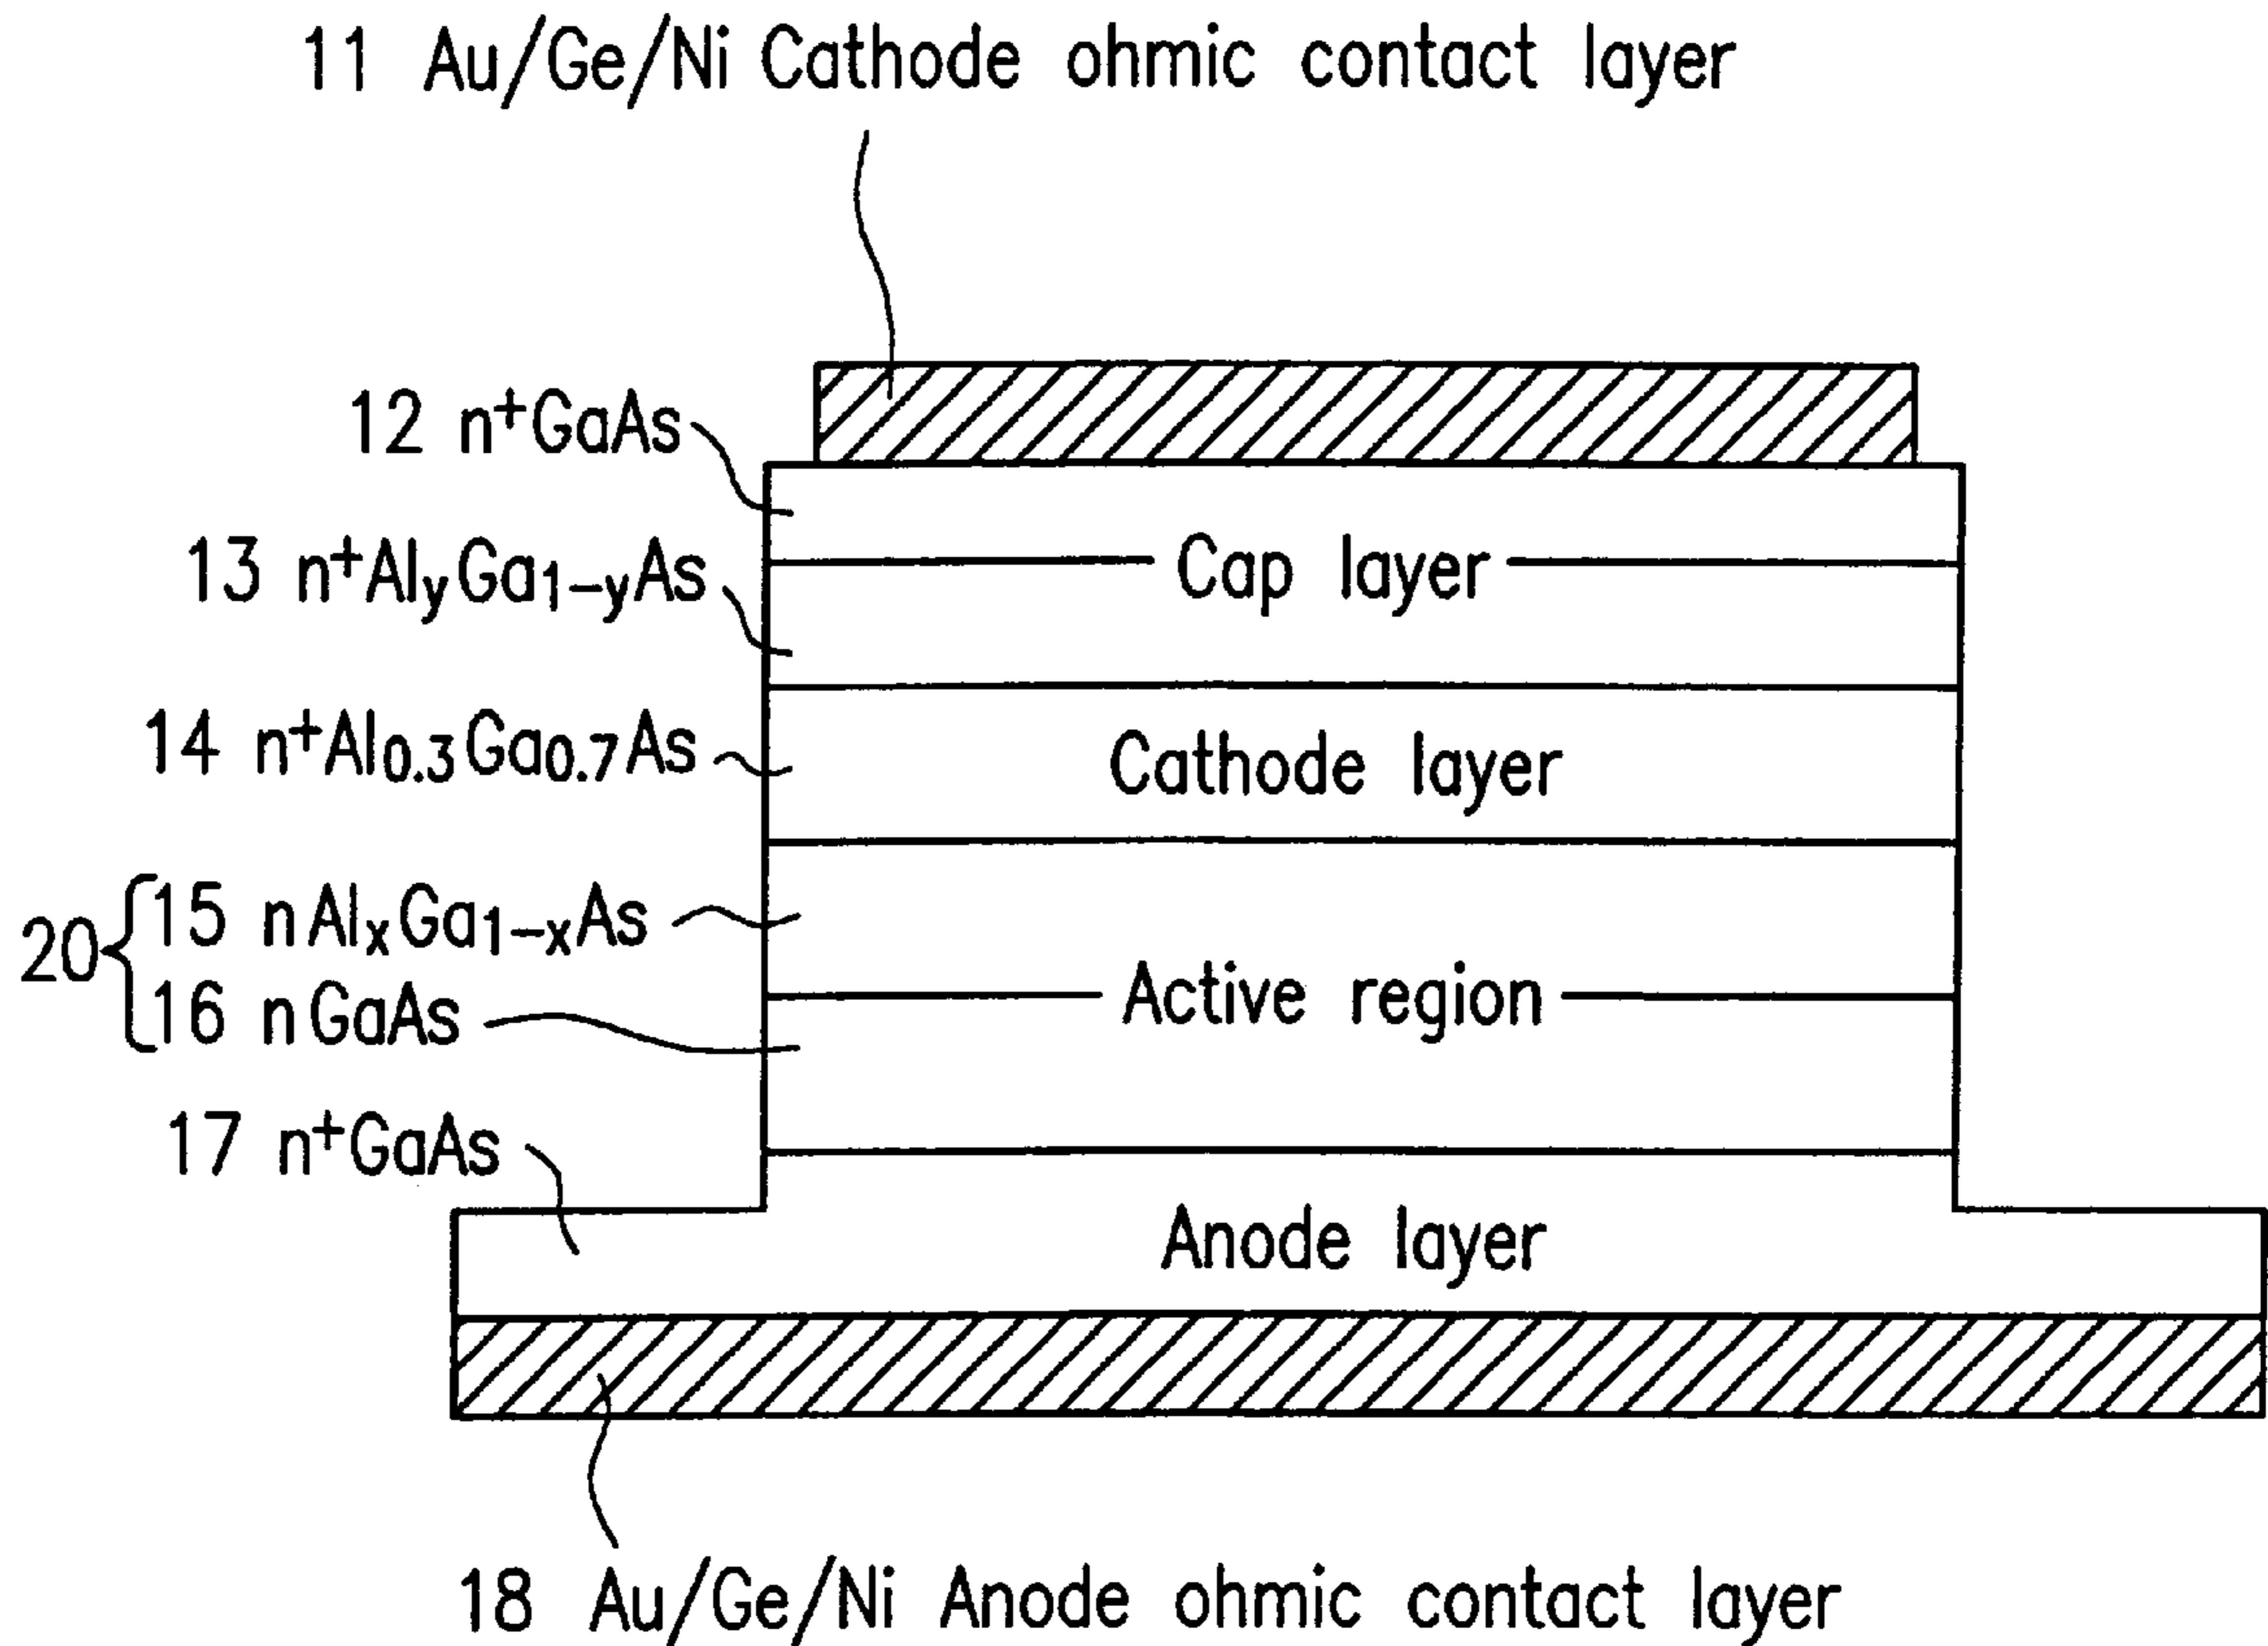 11 Au/Ge/Ni Cathode ohmic contact layer
12 n⁺GaAs
Cap layer
13 n⁺AlyGa1−yAs
14 n⁺Al0.3Ga0.7As
Cathode layer
20
15 nAlxGa1−xAs
Active region
16 nGaAs
17 n⁺GaAs
Anode layer
18 Au/Ge/Ni Anode ohmic contact layer